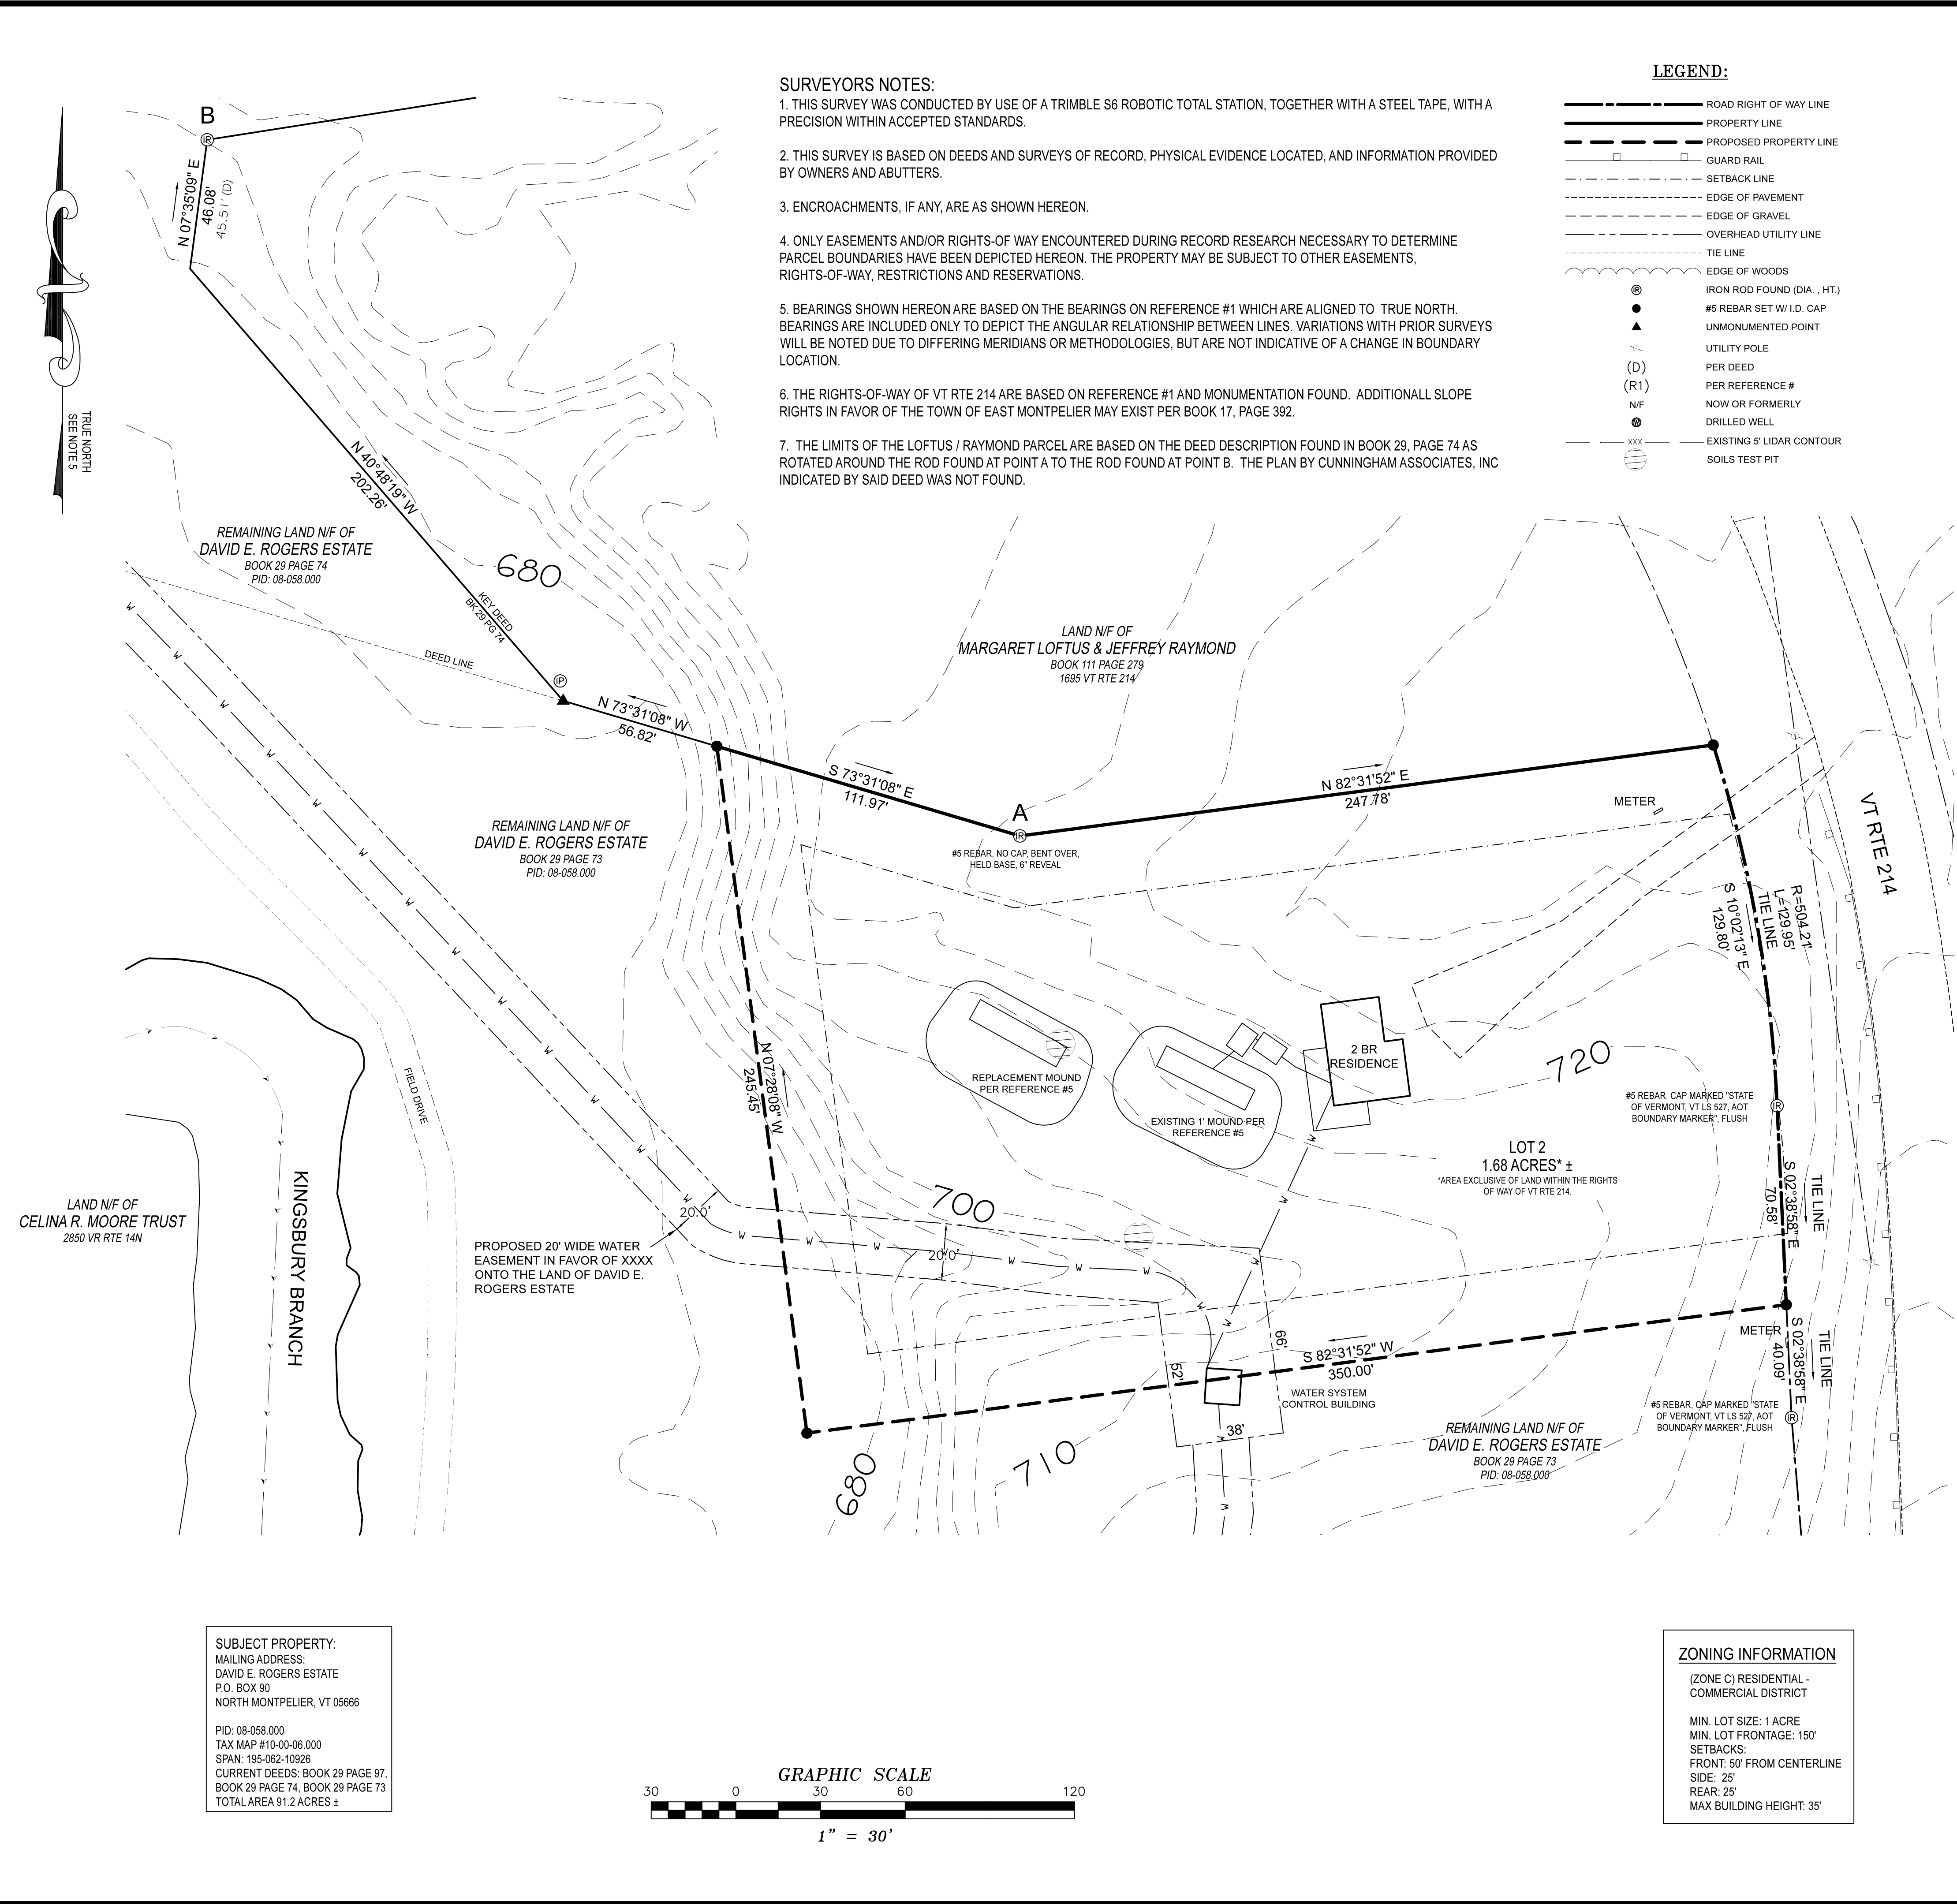 SURVEYORS NOTES:
1. THIS SURVEY WAS CONDUCTED BY USE OF A TRIMBLE S6 ROBOTIC TOTAL STATION, TOGETHER WITH A STEEL TAPE, WITH A
PRECISION WITHIN ACCEPTED STANDARDS.
2. THIS SURVEY IS BASED ON DEEDS AND SURVEYS OF RECORD, PHYSICAL EVIDENCE LOCATED, AND INFORMATION PROVIDED
BY OWNERS AND ABUTTERS.
3. ENCROACHMENTS, IF ANY, ARE AS SHOWN HEREON.
4. ONLY EASEMENTS AND/OR RIGHTS-OF WAY ENCOUNTERED DURING RECORD RESEARCH NECESSARY TO DETERMINE
PARCEL BOUNDARIES HAVE BEEN DEPICTED HEREON. THE PROPERTY MAY BE SUBJECT TO OTHER EASEMENTS,
RIGHTS-OF-WAY, RESTRICTIONS AND RESERVATIONS.
5. BEARINGS SHOWN HEREON ARE BASED ON THE BEARINGS ON REFERENCE #1 WHICH ARE ALIGNED TO TRUE NORTH.
BEARINGS ARE INCLUDED ONLY TO DEPICT THE ANGULAR RELATIONSHIP BETWEEN LINES. VARIATIONS WITH PRIOR SURVEYS
WILL BE NOTED DUE TO DIFFERING MERIDIANS OR METHODOLOGIES, BUT ARE NOT INDICATIVE OF A CHANGE IN BOUNDARY
LOCATION.
6. THE RIGHTS-OF-WAY OF VT RTE 214 ARE BASED ON REFERENCE #1 AND MONUMENTATION FOUND. ADDITIONALL SLOPE
RIGHTS IN FAVOR OF THE TOWN OF EAST MONTPELIER MAY EXIST PER BOOK 17, PAGE 392.
7. THE LIMITS OF THE LOFTUS / RAYMOND PARCEL ARE BASED ON THE DEED DESCRIPTION FOUND IN BOOK 29, PAGE 74 AS
ROTATED AROUND THE ROD FOUND AT POINT A TO THE ROD FOUND AT POINT B. THE PLAN BY CUNNINGHAM ASSOCIATES, INC
INDICATED BY SAID DEED WAS NOT FOUND.
LEGEND:
ROAD RIGHT OF WAY LINE
PROPERTY LINE
PROPOSED PROPERTY LINE
GUARD RAIL
SETBACK LINE
EDGE OF PAVEMENT
EDGE OF GRAVEL
OVERHEAD UTILITY LINE
TIE LINE
EDGE OF WOODS
IR IRON ROD FOUND (DIA. , HT.)
#5 REBAR SET W/ I.D. CAP
UNMONUMENTED POINT
UTILITY POLE
(D) PER DEED
(R1) PER REFERENCE #
N/F NOW OR FORMERLY
W DRILLED WELL
XXX EXISTING 5' LIDAR CONTOUR
SOILS TEST PIT
B
IR
N 07°35'09" E
46.08'
45.51' (D)
TRUE NORTH
SEE NOTE 5
N 40°48'19" W
202.26'
REMAINING LAND N/F OF
DAVID E. ROGERS ESTATE
BOOK 29 PAGE 74
PID: 08-058.000
680
KEY DEED
BK 29 PG 74
DEED LINE
IP
N 73°31'08" W
56.82'
LAND N/F OF
MARGARET LOFTUS & JEFFREY RAYMOND
BOOK 111 PAGE 279
1695 VT RTE 214
S 73°31'08" E
111.97'
A
IR
#5 REBAR, NO CAP, BENT OVER,
HELD BASE, 6" REVEAL
N 82°31'52" E
247.78'
METER
VT RTE 214
R=504.21'
L=129.95'
TIE LINE
S 10°02'13" E
129.80'
REMAINING LAND N/F OF
DAVID E. ROGERS ESTATE
BOOK 29 PAGE 73
PID: 08-058.000
N 07°28'08" W
245.45'
REPLACEMENT MOUND
PER REFERENCE #5
EXISTING 1' MOUND PER
REFERENCE #5
2 BR
RESIDENCE
720
#5 REBAR, CAP MARKED "STATE
OF VERMONT, VT LS 527, AOT
BOUNDARY MARKER", FLUSH
IR
LOT 2
1.68 ACRES* ±
*AREA EXCLUSIVE OF LAND WITHIN THE RIGHTS
OF WAY OF VT RTE 214.
TIE LINE
S 02°38'58" E
70.58'
FIELD DRIVE
KINGSBURY BRANCH
LAND N/F OF
CELINA R. MOORE TRUST
2850 VR RTE 14N
700
20.0'
20.0'
PROPOSED 20' WIDE WATER
EASEMENT IN FAVOR OF XXXX
ONTO THE LAND OF DAVID E.
ROGERS ESTATE
66'
52'
38'
S 82°31'52" W
350.00'
WATER SYSTEM
CONTROL BUILDING
METER
TIE LINE
S 02°38'58" E
40.09'
#5 REBAR, CAP MARKED "STATE
OF VERMONT, VT LS 527, AOT
BOUNDARY MARKER", FLUSH
IR
REMAINING LAND N/F OF
DAVID E. ROGERS ESTATE
BOOK 29 PAGE 73
PID: 08-058.000
680
710
SUBJECT PROPERTY:
MAILING ADDRESS:
DAVID E. ROGERS ESTATE
P.O. BOX 90
NORTH MONTPELIER, VT 05666
PID: 08-058.000
TAX MAP #10-00-06.000
SPAN: 195-062-10926
CURRENT DEEDS: BOOK 29 PAGE 97,
BOOK 29 PAGE 74, BOOK 29 PAGE 73
TOTAL AREA 91.2 ACRES ±
GRAPHIC SCALE
30 0 30 60 120
1" = 30'
ZONING INFORMATION
(ZONE C) RESIDENTIAL -
COMMERCIAL DISTRICT
MIN. LOT SIZE: 1 ACRE
MIN. LOT FRONTAGE: 150'
SETBACKS:
FRONT: 50' FROM CENTERLINE
SIDE: 25'
REAR: 25'
MAX BUILDING HEIGHT: 35'